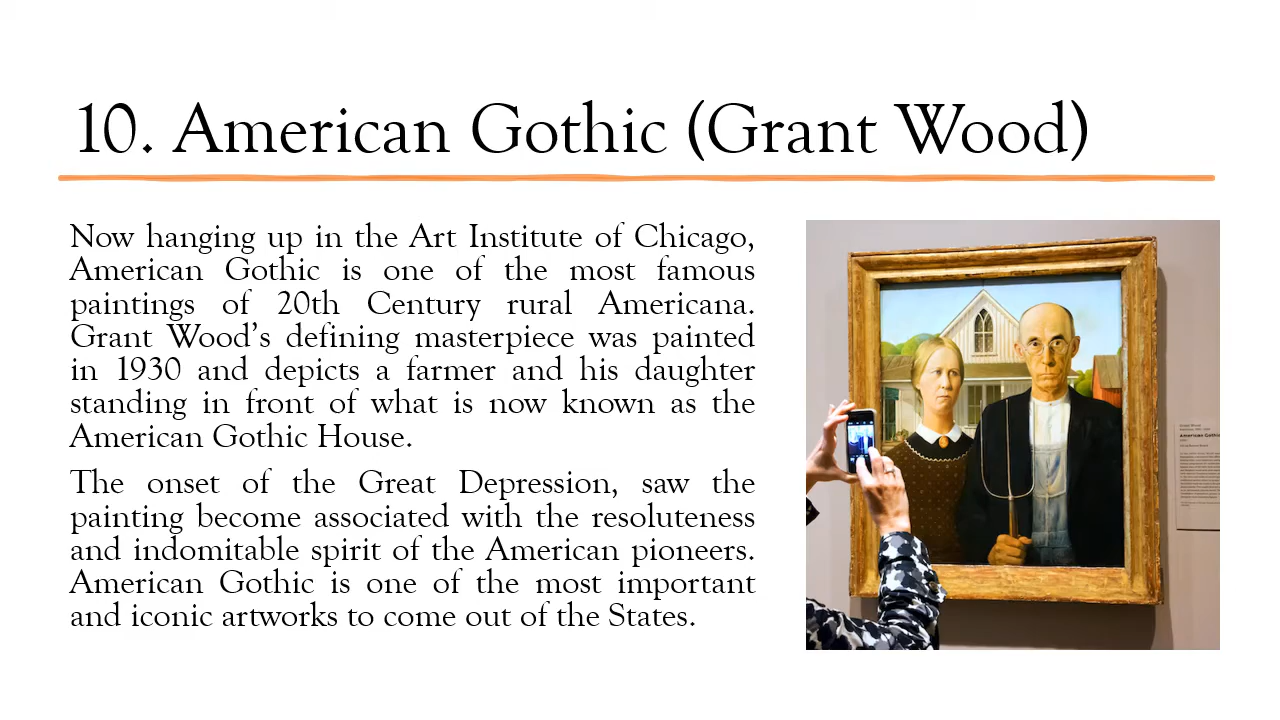 10. American Gothic (Grant Wood)
Now hanging up in the Art Institute of Chicago,
American Gothic is one of the most famous
paintings of 20th Century rural Americana.
Grant Wood’s defining masterpiece was painted
in 1930 and depicts a farmer and his daughter
standing in front of what is now known as the
American Gothic House.
The onset of the Great Depression, saw the
painting become associated with the resoluteness
and indomitable spirit of the American pioneers.
American Gothic is one of the most important
and iconic artworks to come out of the States.
American Gothic